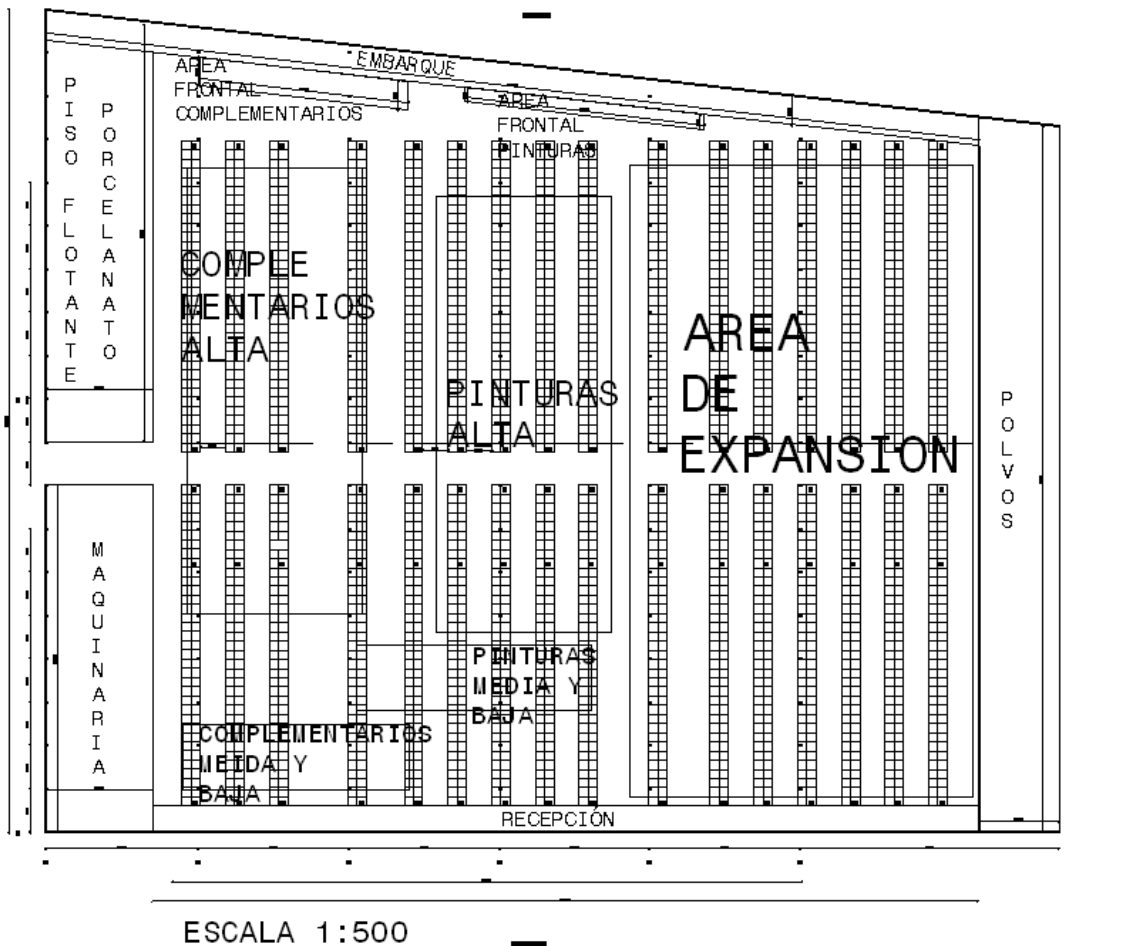 EMBARQUE
AREA
FRONTAL
COMPLEMENTARIOS
AREA
FRONTAL
PINTURAS
PISO FLOTANTE
PORCELANATO
COMPLE
MENTARIOS
ALTA
PINTURAS
ALTA
AREA
DE
EXPANSION
POLVOS
MAQUINARIA
PINTURAS
MEDIA Y
BAJA
COMPLEMENTARIOS
MEIDA Y
BAJA
RECEPCIÓN
ESCALA 1:500